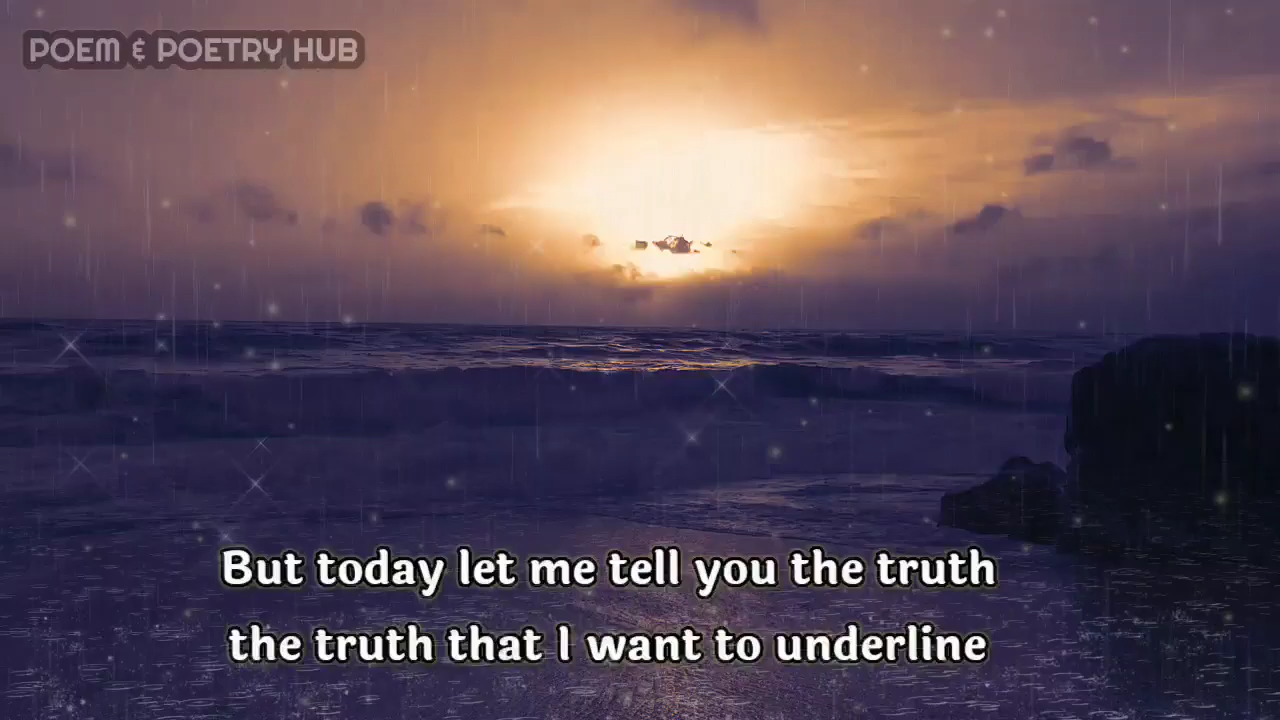 POEM & POETRY HUB
But today let me tell you the truth
the truth that I want to underline